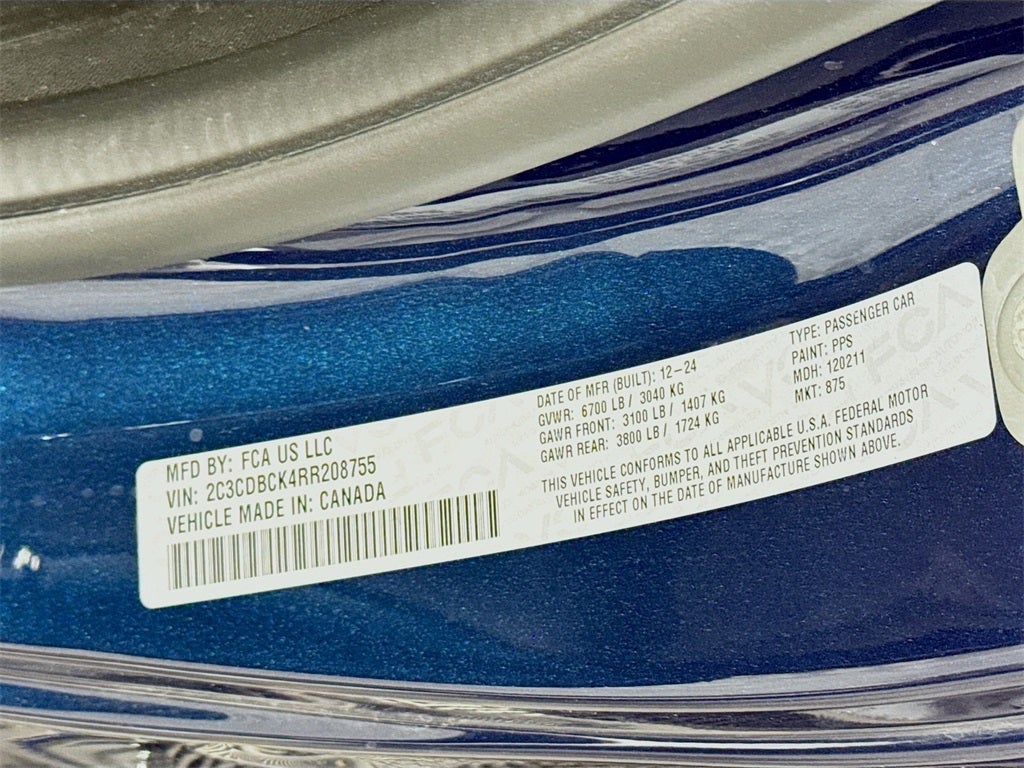 MFD BY: FCA US LLC
VIN: 2C3CDBCK4RR208755
VEHICLE MADE IN: CANADA
DATE OF MFR (BUILT): 12-24
GVWR: 6700 LB / 3040 KG
GAWR FRONT: 3100 LB / 1407 KG
GAWR REAR: 3800 LB / 1724 KG
TYPE: PASSENGER CAR
PAINT: PPS
MDH: 120211
MKT: 875
THIS VEHICLE CONFORMS TO ALL APPLICABLE U.S.A. FEDERAL MOTOR
VEHICLE SAFETY, BUMPER, AND THEFT PREVENTION STANDARDS
IN EFFECT ON THE DATE OF MANUFACTURE SHOWN ABOVE.